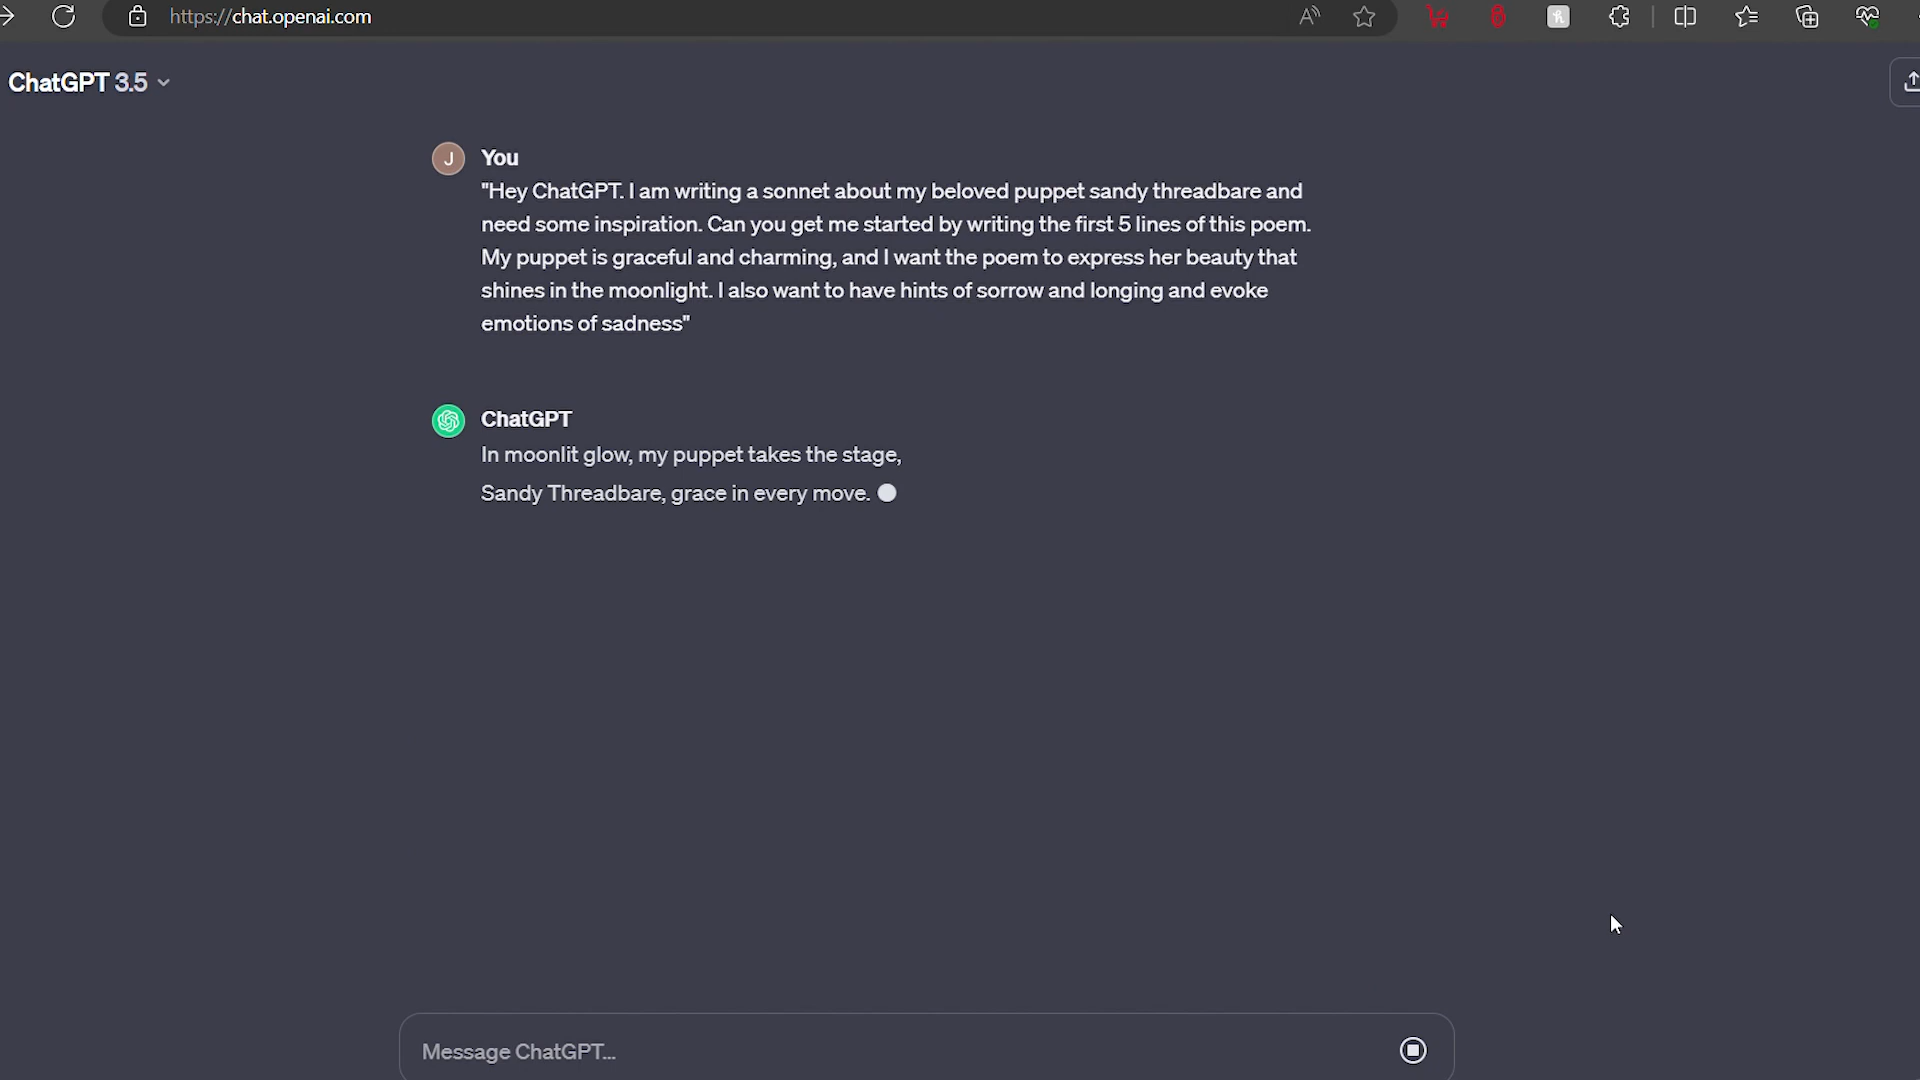 https://chat.openai.com
ChatGPT 3.5
J
You
"Hey ChatGPT. I am writing a sonnet about my beloved puppet sandy threadbare and
need some inspiration. Can you get me started by writing the first 5 lines of this poem.
My puppet is graceful and charming, and I want the poem to express her beauty that
shines in the moonlight. I also want to have hints of sorrow and longing and evoke
emotions of sadness"
ChatGPT
In moonlit glow, my puppet takes the stage,
Sandy Threadbare, grace in every move.
Message ChatGPT...